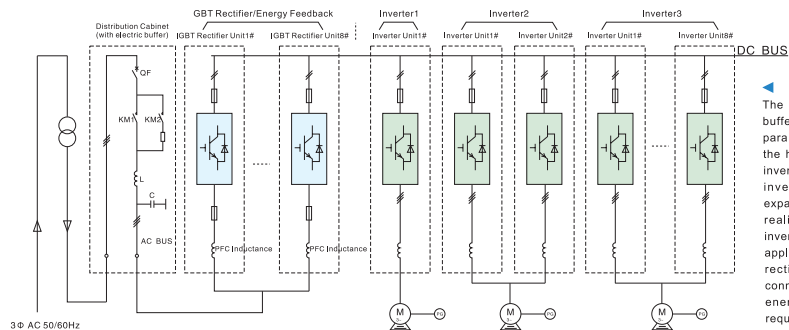 Distribution Cabinet
(with electric buffer)
GBT Rectifier/Energy Feedback
Inverter1
Inverter2
Inverter3
IGBT Rectifier Unit1#
IGBT Rectifier Unit8#
Inverter Unit1#
Inverter Unit1#
Inverter Unit2#
Inverter Unit1#
Inverter Unit8#
DC BUS
QF
KM1
KM2
L
C
AC BUS
PFC Inductance
PFC Inductance
M
3~
PG
M
3~
PG
M
3~
PG
3Φ AC 50/60Hz
The
buffe
para
the h
inver
inve
expa
reali
inver
appl
recti
conn
ener
requ